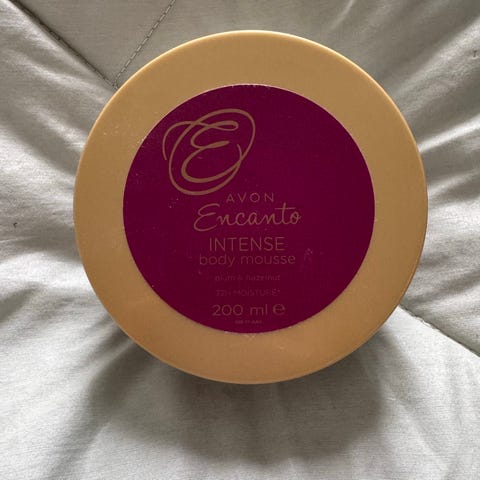 E
AVON
Encanto
INTENSE
body mousse
plum & hazelnut
72H MOISTURE*
200 ml e